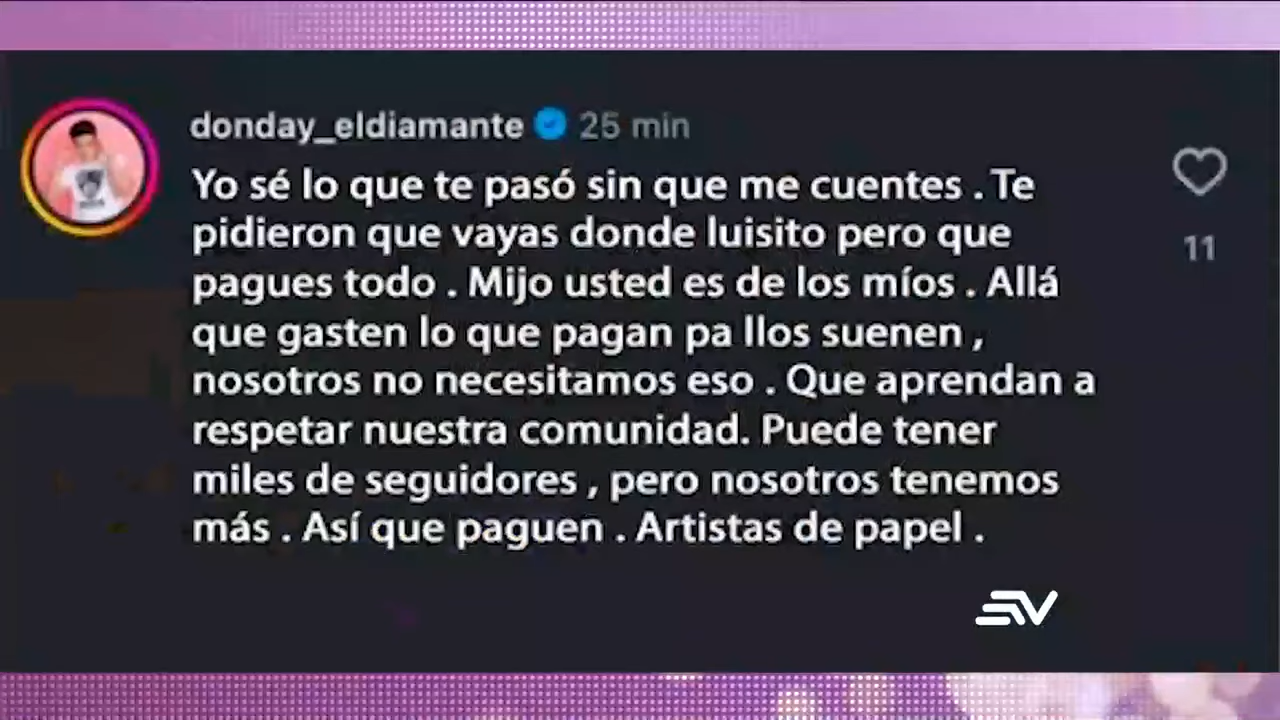 donday_eldiamante 25 min
Yo sé lo que te pasó sin que me cuentes . Te
pidieron que vayas donde luisito pero que
pagues todo . Mijo usted es de los míos . Allá
que gasten lo que pagan pa llos suenen ,
nosotros no necesitamos eso . Que aprendan a
respetar nuestra comunidad. Puede tener
miles de seguidores , pero nosotros tenemos
más . Así que paguen . Artistas de papel .
11
EV